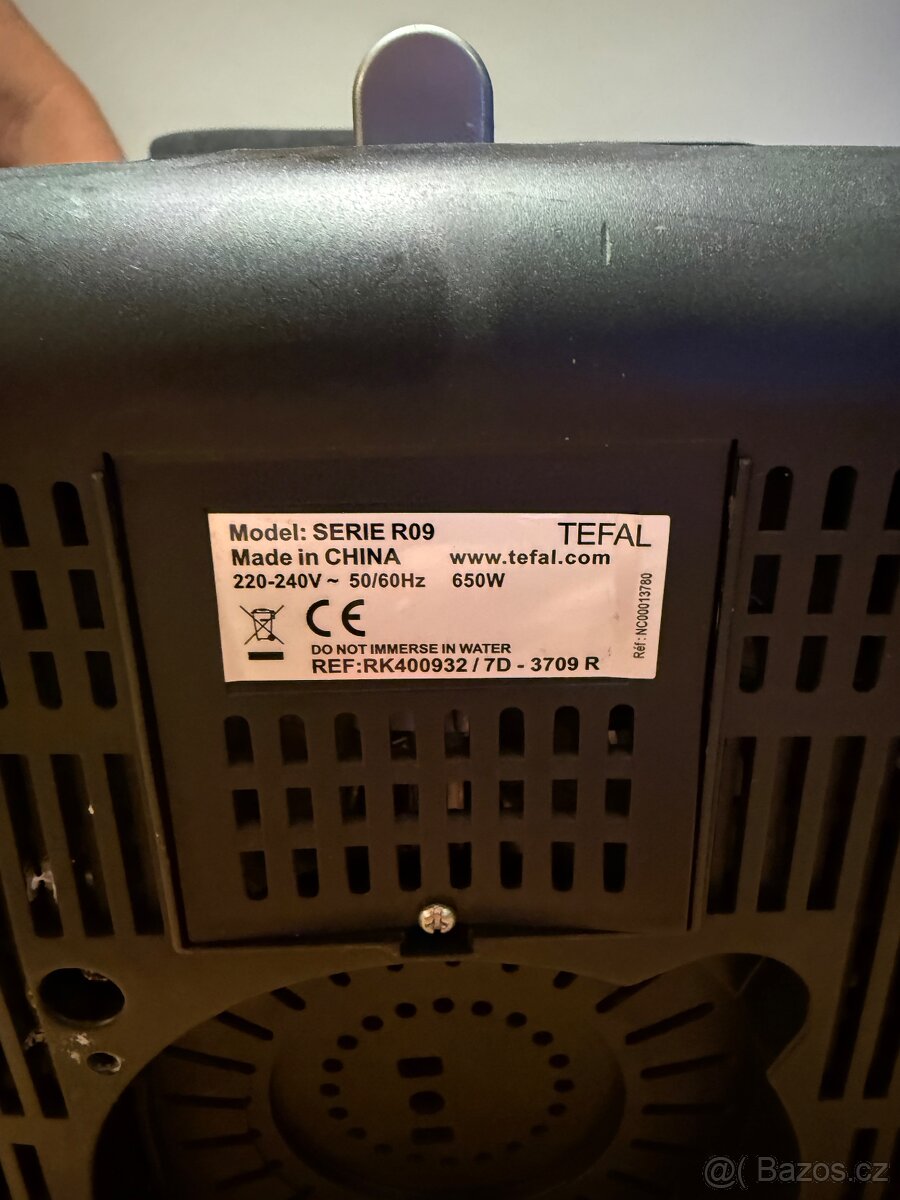 Model: SERIE R09 TEFAL
Made in CHINA www.tefal.com
220-240V ~ 50/60Hz 650W
CE
DO NOT IMMERSE IN WATER
REF:RK400932 / 7D - 3709 R
Réf : NC00013780
@( Bazos.cz